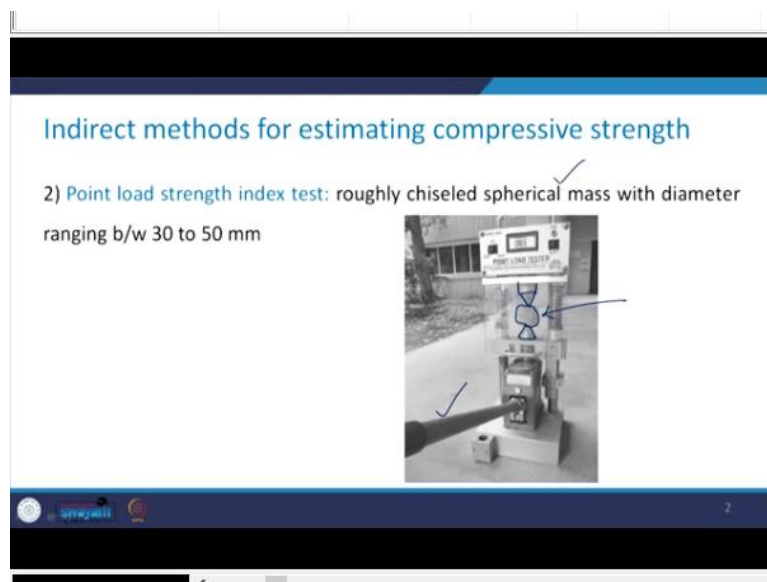 Indirect methods for estimating compressive strength
2) Point load strength index test: roughly chiseled spherical mass with diameter
ranging b/w 30 to 50 mm
POINT LOAD TESTER
swayam
2